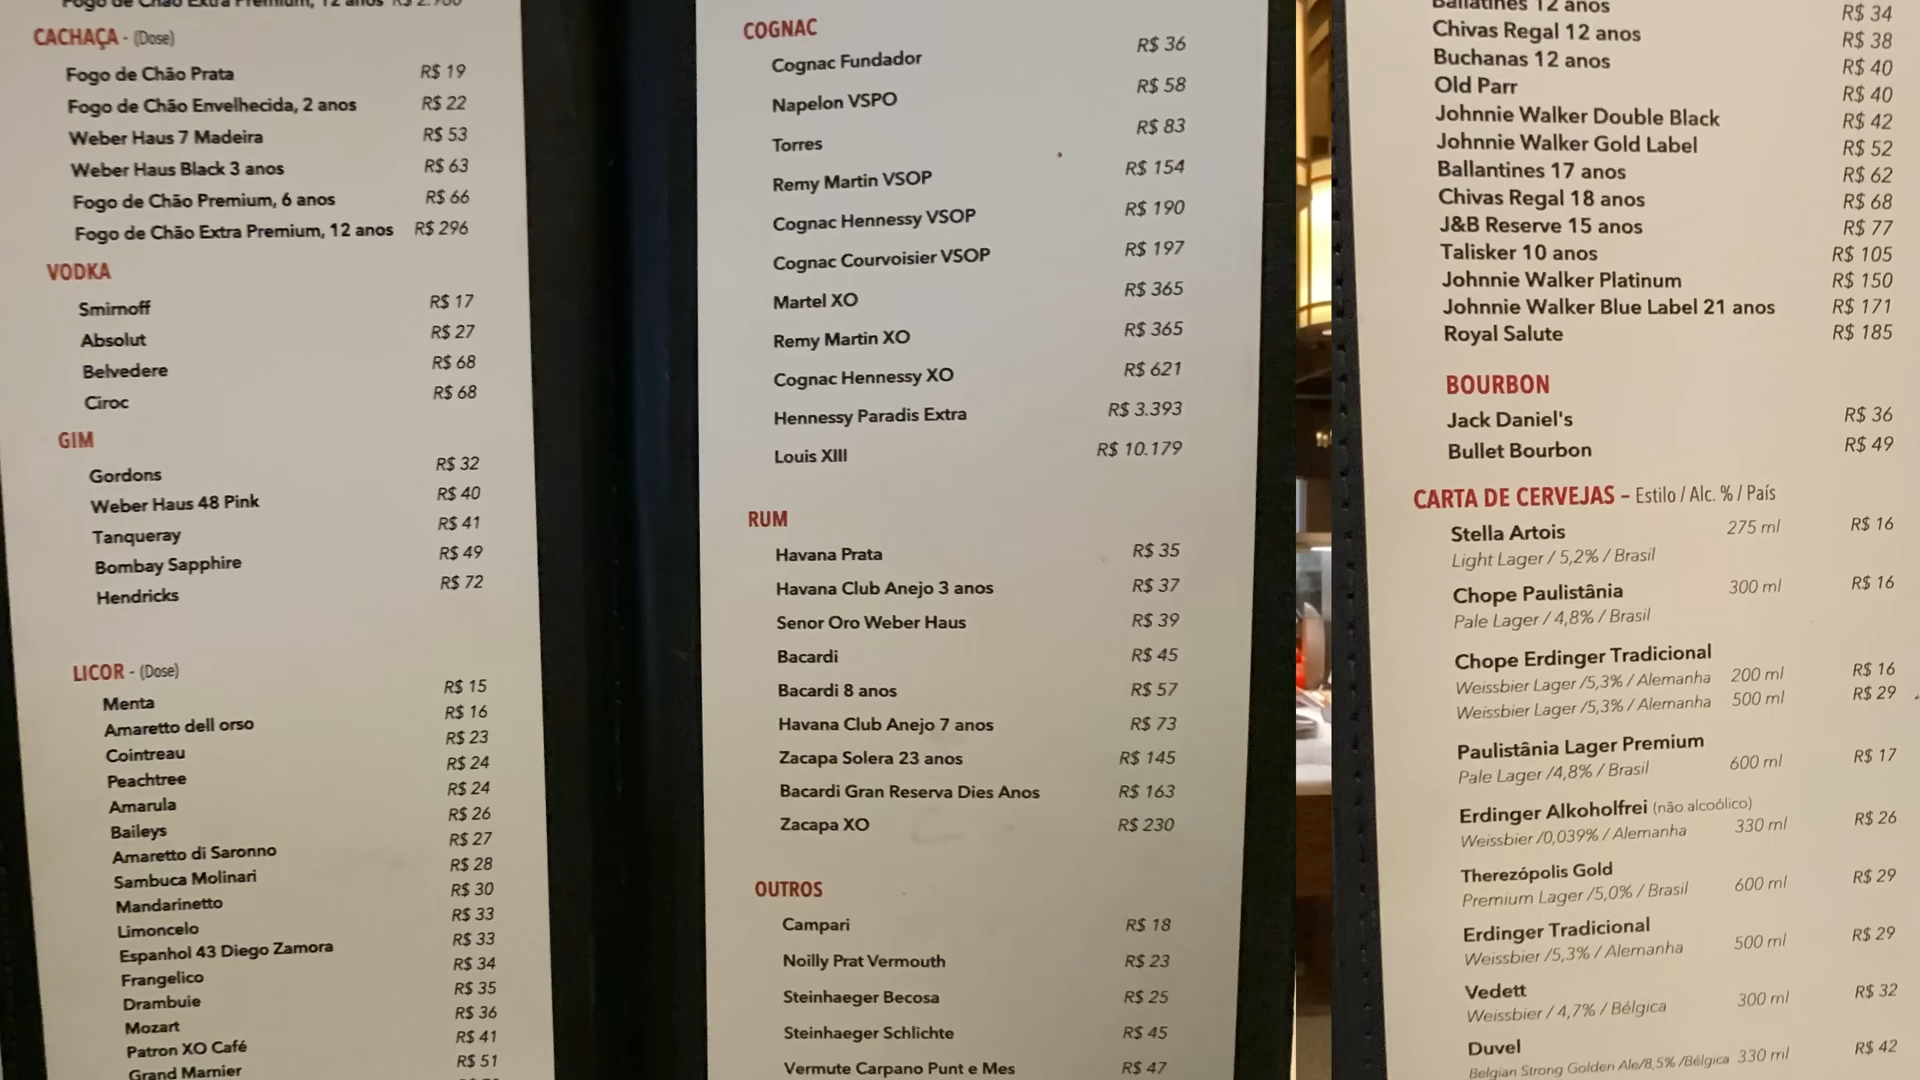 Fogo de Chão Extra Premium, 12 anos R$ 2.960
CACHAÇA - (Dose)
Fogo de Chão Prata R$ 19
Fogo de Chão Envelhecida, 2 anos R$ 22
Weber Haus 7 Madeira R$ 53
Weber Haus Black 3 anos R$ 63
Fogo de Chão Premium, 6 anos R$ 66
Fogo de Chão Extra Premium, 12 anos R$ 296
VODKA
Smirnoff R$ 17
Absolut R$ 27
Belvedere R$ 68
Ciroc R$ 68
GIM
Gordons R$ 32
Weber Haus 48 Pink R$ 40
Tanqueray R$ 41
Bombay Sapphire R$ 49
Hendricks R$ 72
LICOR - (Dose)
Menta R$ 15
Amaretto dell orso R$ 16
Cointreau R$ 23
Peachtree R$ 24
Amarula R$ 24
Baileys R$ 26
Amaretto di Saronno R$ 27
Sambuca Molinari R$ 28
Mandarinetto R$ 30
Limoncelo R$ 33
Espanhol 43 Diego Zamora R$ 33
Frangelico R$ 34
Drambuie R$ 35
Mozart R$ 36
Patron XO Café R$ 41
Grand Marnier R$ 51
COGNAC
Cognac Fundador R$ 36
Napelon VSPO R$ 58
Torres R$ 83
Remy Martin VSOP R$ 154
Cognac Hennessy VSOP R$ 190
Cognac Courvoisier VSOP R$ 197
Martel XO R$ 365
Remy Martin XO R$ 365
Cognac Hennessy XO R$ 621
Hennessy Paradis Extra R$ 3.393
Louis XIII R$ 10.179
RUM
Havana Prata R$ 35
Havana Club Anejo 3 anos R$ 37
Senor Oro Weber Haus R$ 39
Bacardi R$ 45
Bacardi 8 anos R$ 57
Havana Club Anejo 7 anos R$ 73
Zacapa Solera 23 anos R$ 145
Bacardi Gran Reserva Dies Anos R$ 163
Zacapa XO R$ 230
OUTROS
Campari R$ 18
Noilly Prat Vermouth R$ 23
Steinhaeger Becosa R$ 25
Steinhaeger Schlichte R$ 45
Vermute Carpano Punt e Mes R$ 47
Ballatines 12 anos R$ 34
Chivas Regal 12 anos R$ 38
Buchanas 12 anos R$ 40
Old Parr R$ 40
Johnnie Walker Double Black R$ 42
Johnnie Walker Gold Label R$ 52
Ballantines 17 anos R$ 62
Chivas Regal 18 anos R$ 68
J&B Reserve 15 anos R$ 77
Talisker 10 anos R$ 105
Johnnie Walker Platinum R$ 150
Johnnie Walker Blue Label 21 anos R$ 171
Royal Salute R$ 185
BOURBON
Jack Daniel's R$ 36
Bullet Bourbon R$ 49
CARTA DE CERVEJAS – Estilo / Alc. % / País
Stella Artois 275 ml R$ 16
Light Lager / 5,2% / Brasil
Chope Paulistânia 300 ml R$ 16
Pale Lager / 4,8% / Brasil
Chope Erdinger Tradicional
Weissbier Lager /5,3% / Alemanha 200 ml R$ 16
Weissbier Lager /5,3% / Alemanha 500 ml R$ 29
Paulistânia Lager Premium
Pale Lager /4,8% / Brasil 600 ml R$ 17
Erdinger Alkoholfrei (não alcoólico)
Weissbier /0,039% / Alemanha 330 ml R$ 26
Therezópolis Gold
Premium Lager /5,0% / Brasil 600 ml R$ 29
Erdinger Tradicional
Weissbier /5,3% / Alemanha 500 ml R$ 29
Vedett
Weissbier / 4,7% / Bélgica 300 ml R$ 32
Duvel
Belgian Strong Golden Ale/8,5% /Bélgica 330 ml R$ 42